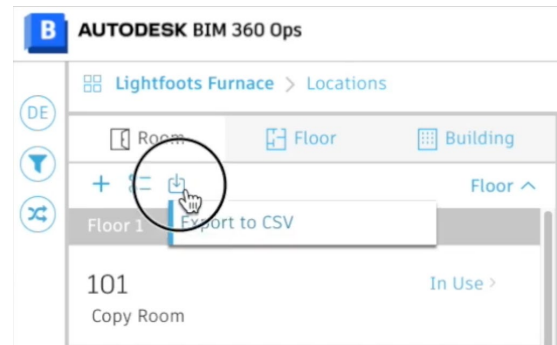 B AUTODESK BIM 360 Ops
Lightfoots Furnace > Locations
DE
Room Floor Building
Floor ^
Floor 1 Export to CSV
101 In Use >
Copy Room